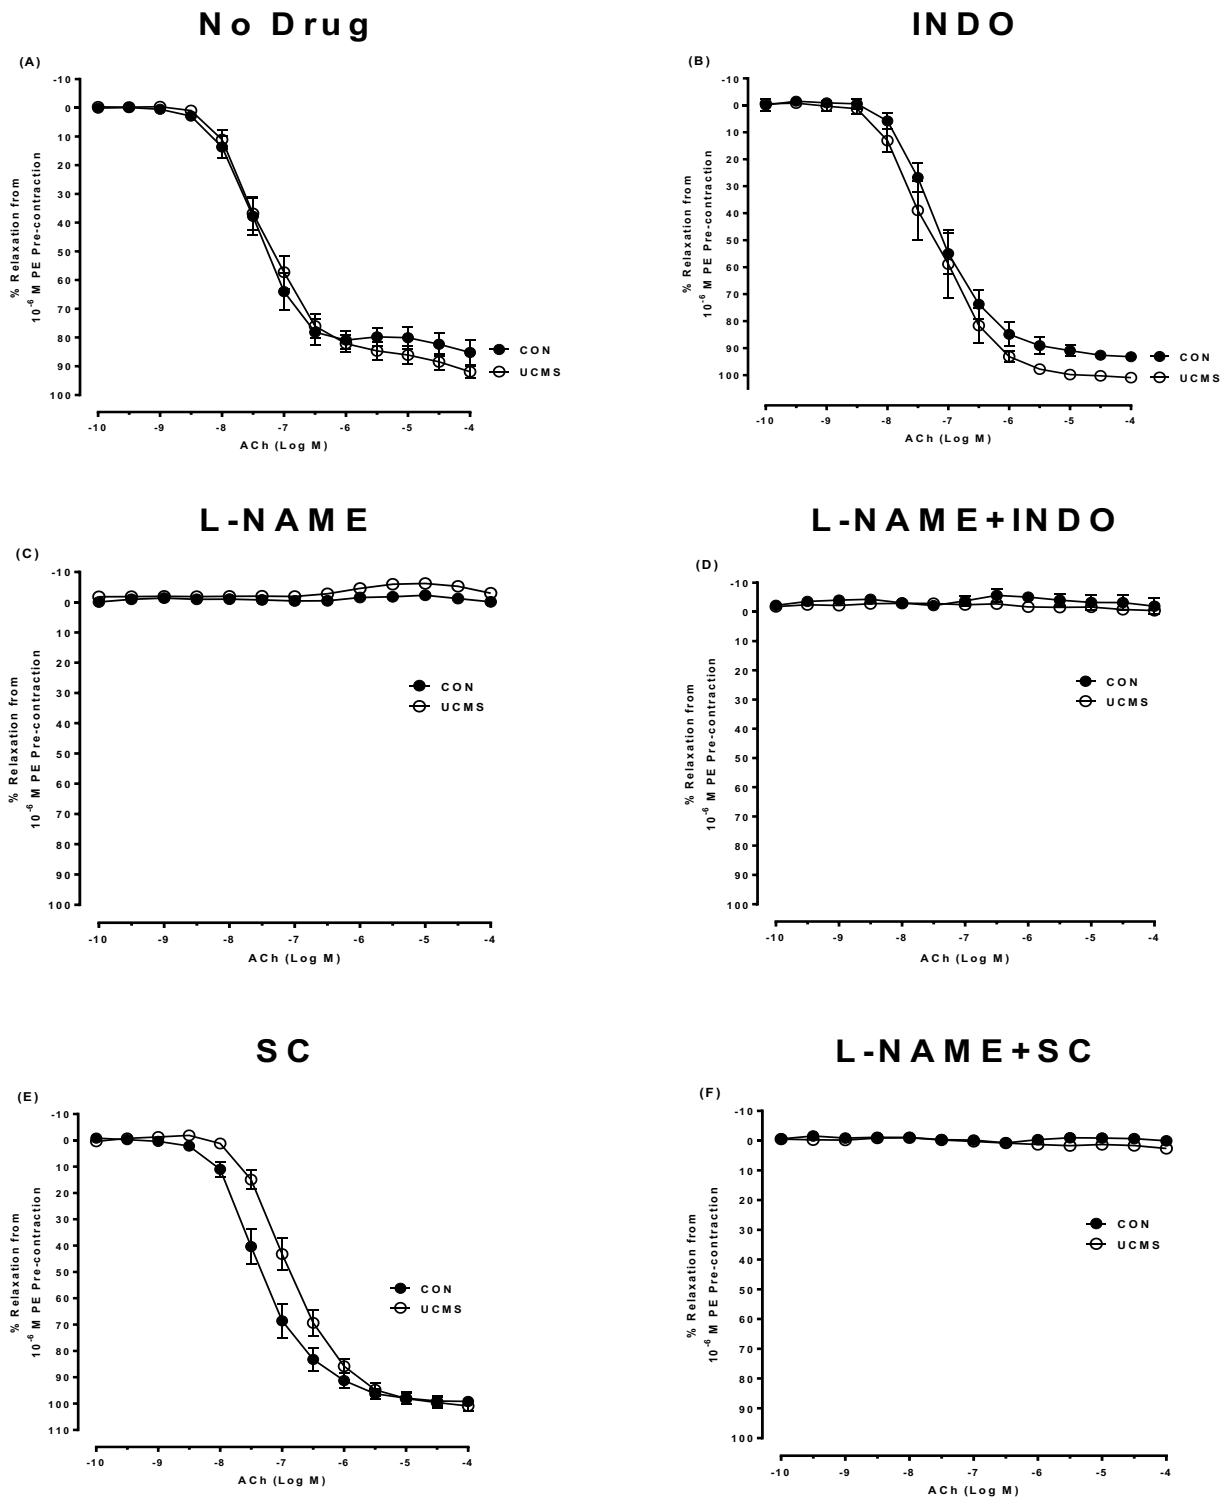 No Drug
(A)
-10
0
10
20
30
40
50
60
70
80
90
100
% Relaxation from
10⁻⁶ M PE Pre-contraction
CON
UCMS
-10 -9 -8 -7 -6 -5 -4
ACh (Log M)
INDO
(B)
-10
0
10
20
30
40
50
60
70
80
90
100
% Relaxation from
10⁻⁶ M PE Pre-contraction
CON
UCMS
-10 -9 -8 -7 -6 -5 -4
ACh (Log M)
L-NAME
(C)
-10
0
10
20
30
40
50
60
70
80
90
100
% Relaxation from
10⁻⁶ M PE Pre-contraction
CON
UCMS
-10 -9 -8 -7 -6 -5 -4
ACh (Log M)
L-NAME+INDO
(D)
-10
0
10
20
30
40
50
60
70
80
90
100
% Relaxation from
10⁻⁶ M PE Pre-contraction
CON
UCMS
-10 -9 -8 -7 -6 -5 -4
ACh (Log M)
SC
(E)
-10
0
10
20
30
40
50
60
70
80
90
100
110
% Relaxation from
10⁻⁶ M PE Pre-contraction
CON
UCMS
-10 -9 -8 -7 -6 -5 -4
ACh (Log M)
L-NAME+SC
(F)
-10
0
10
20
30
40
50
60
70
80
90
100
% Relaxation from
10⁻⁶ M PE Pre-contraction
CON
UCMS
-10 -9 -8 -7 -6 -5 -4
ACh (Log M)